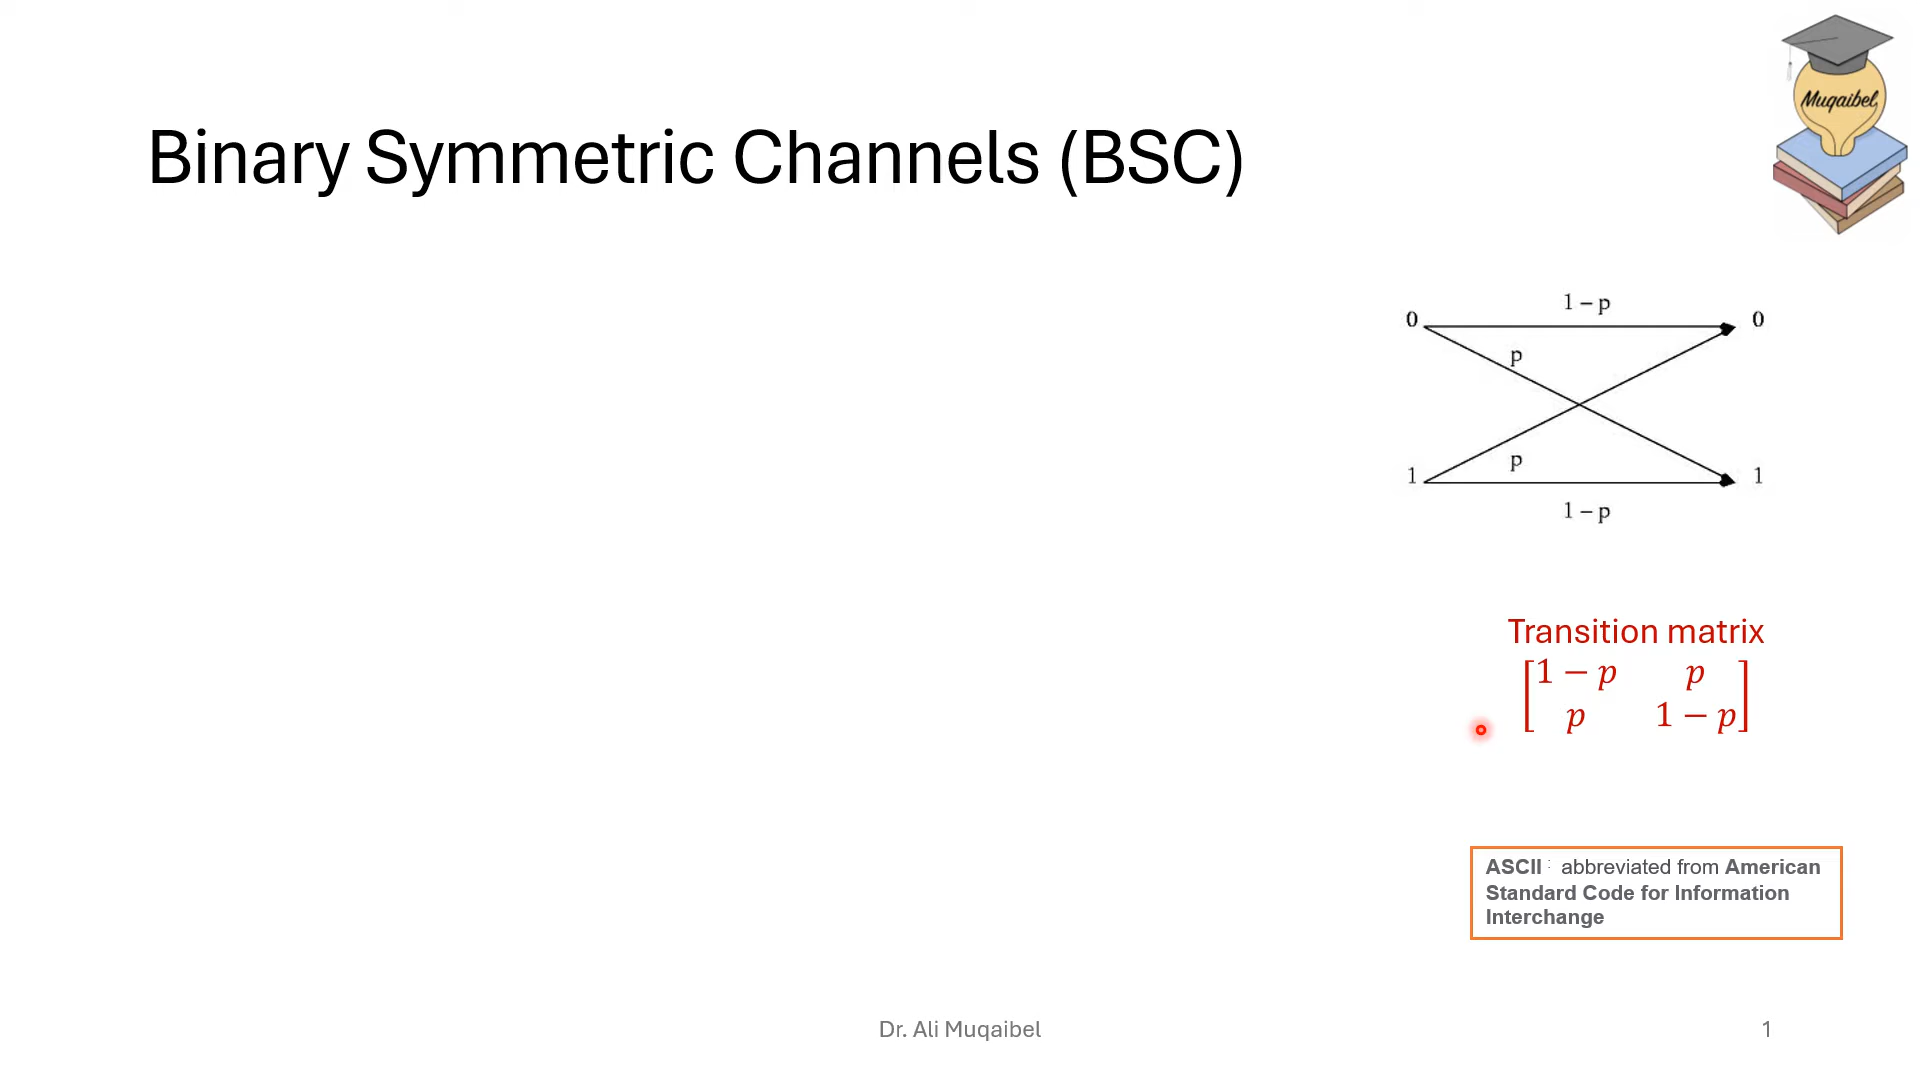 Muqaibel
Binary Symmetric Channels (BSC)
1 – p
0 0
p
p
1 1
1 – p
Transition matrix
[1 − p p
p 1 − p]
ASCII : abbreviated from American
Standard Code for Information
Interchange
Dr. Ali Muqaibel 1